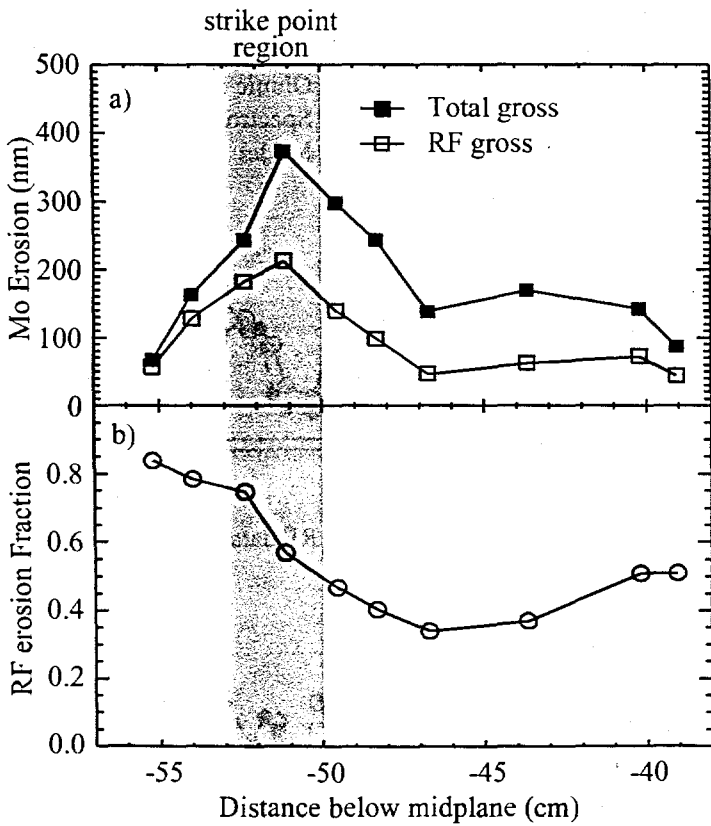 strike point
region
500
400
300
200
100
0
a)
Total gross
RF gross
Mo Erosion (nm)
b)
0.8
0.6
0.4
0.2
0.0
RF erosion Fraction
-55
-50
-45
-40
Distance below midplane (cm)